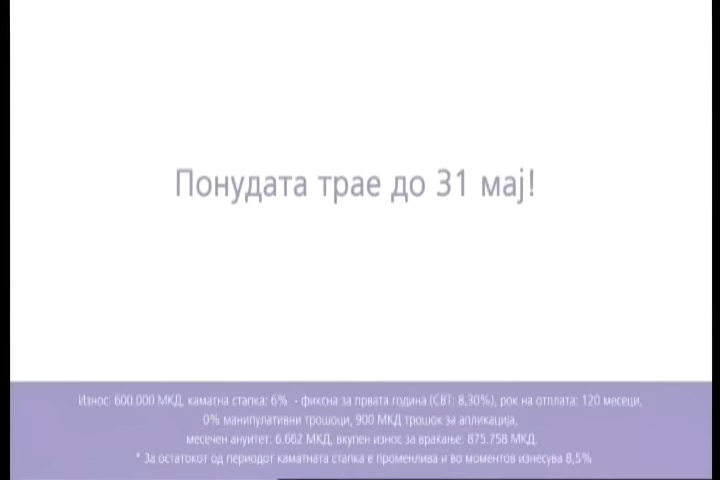 Понудата трае до 31 мај!
Износ: 600.000 МКД, каматна стапка: 6% - фиксна за првата година (СВТ: 8,30%), рок на отплата: 120 месеци,
0% манипулативни трошоци, 900 МКД трошок за апликација,
месечен ануитет: 6.662 МКД, вкупен износ за враќање: 875.758 МКД.
* За остатокот од периодот каматната стапка е променлива и во моментов изнесува 8,5%